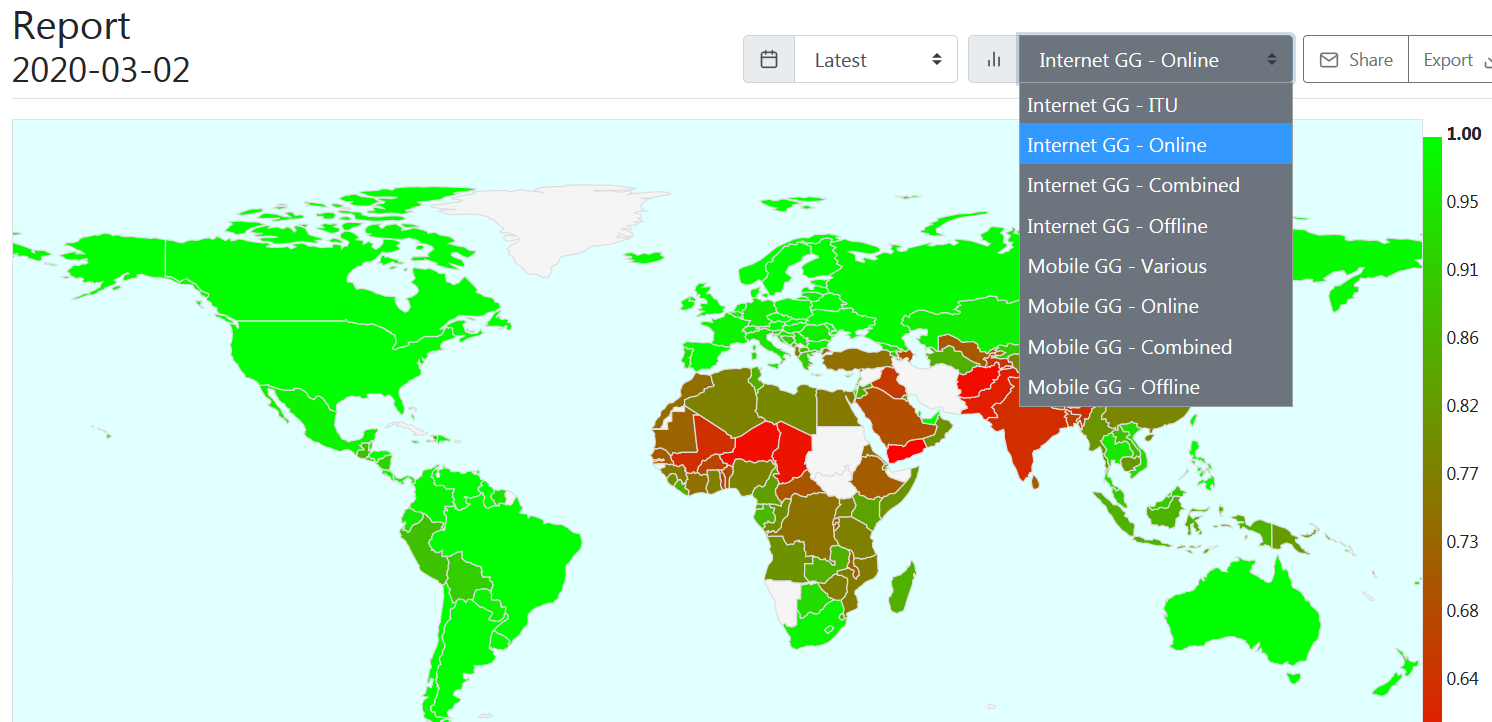 Report
2020-03-02
Latest
Internet GG - Online
Share
Export
Internet GG - ITU
Internet GG - Online
Internet GG - Combined
Internet GG - Offline
Mobile GG - Various
Mobile GG - Online
Mobile GG - Combined
Mobile GG - Offline
1.00
0.95
0.91
0.86
0.82
0.77
0.73
0.68
0.64